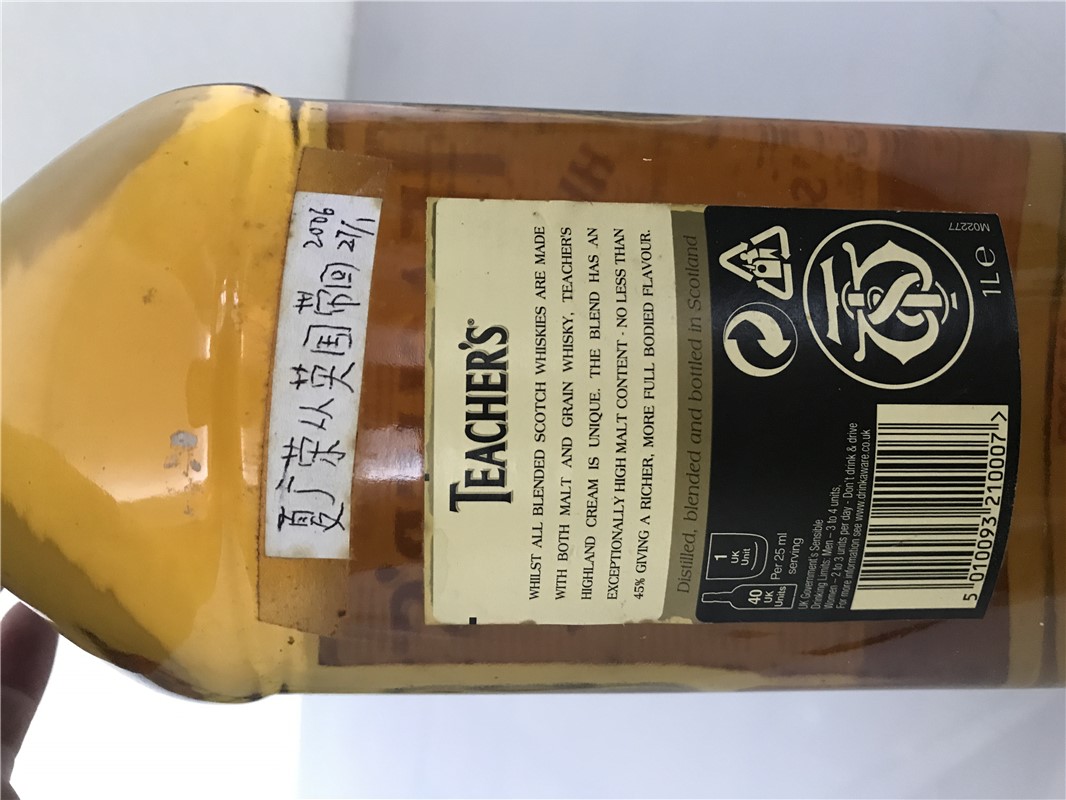 夏广荣从英国带回 2006
27/1
TEACHER'S
WHILST ALL BLENDED SCOTCH WHISKIES ARE MADE
WITH BOTH MALT AND GRAIN WHISKY, TEACHER'S
HIGHLAND CREAM IS UNIQUE. THE BLEND HAS AN
EXCEPTIONALLY HIGH MALT CONTENT - NO LESS THAN
45% GIVING A RICHER, MORE FULL BODIED FLAVOUR.
Distilled, blended and bottled in Scotland
40
UK
Units
1
UK
Unit
Per 25 ml
serving
UK Government's Sensible
Drinking Limits: Men – 3 to 4 units,
Women – 2 to 3 units per day - Don't drink & drive
For more information see www.drinkaware.co.uk
5 010093 210007 >
1L e
M02277